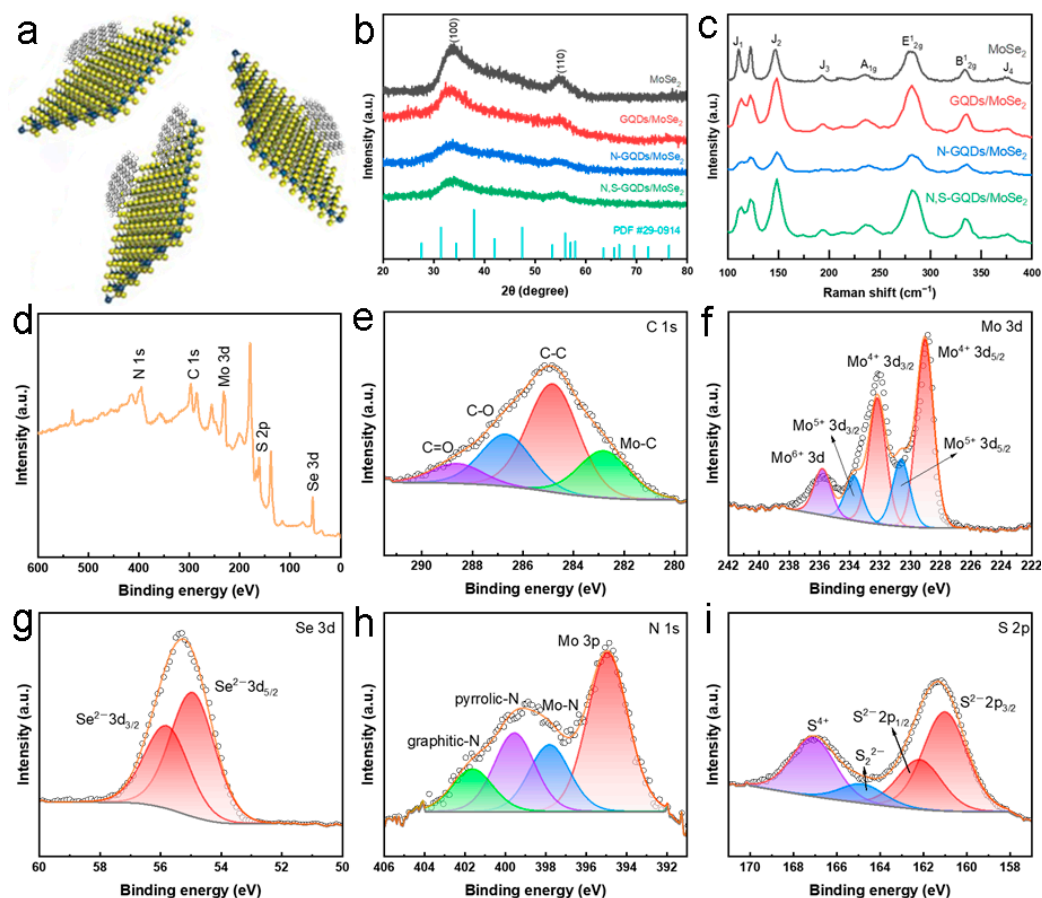 a
b
(100)
(110)
MoSe₂
GQDs/MoSe₂
N-GQDs/MoSe₂
N,S-GQDs/MoSe₂
PDF #29-0914
Intensity (a.u.)
20 30 40 50 60 70 80
2θ (degree)
c
J₁ J₂ J₃ A₁g E¹₂g B¹₂g J₄
MoSe₂
GQDs/MoSe₂
N-GQDs/MoSe₂
N,S-GQDs/MoSe₂
Intensity (a.u.)
100 150 200 250 300 350 400
Raman shift (cm⁻¹)
d
N 1s
C 1s
Mo 3d
S 2p
Se 3d
Intensity (a.u.)
600 500 400 300 200 100 0
Binding energy (eV)
e
C 1s
C-C
C-O
C=O
Mo-C
Intensity (a.u.)
290 288 286 284 282 280
Binding energy (eV)
f
Mo 3d
Mo⁴⁺ 3d₃/₂
Mo⁴⁺ 3d₅/₂
Mo⁵⁺ 3d₃/₂
Mo⁵⁺ 3d₅/₂
Mo⁶⁺ 3d
Intensity (a.u.)
242 240 238 236 234 232 230 228 226 224 222
Binding energy (eV)
g
Se 3d
Se²⁻3d₅/₂
Se²⁻3d₃/₂
Intensity (a.u.)
60 58 56 54 52 50
Binding energy (eV)
h
N 1s
Mo 3p
pyrrolic-N
Mo-N
graphitic-N
Intensity (a.u.)
406 404 402 400 398 396 394 392
Binding energy (eV)
i
S 2p
S⁴⁺
S²⁻2p₁/₂
S²⁻2p₃/₂
S₂²⁻
Intensity (a.u.)
170 168 166 164 162 160 158
Binding energy (eV)